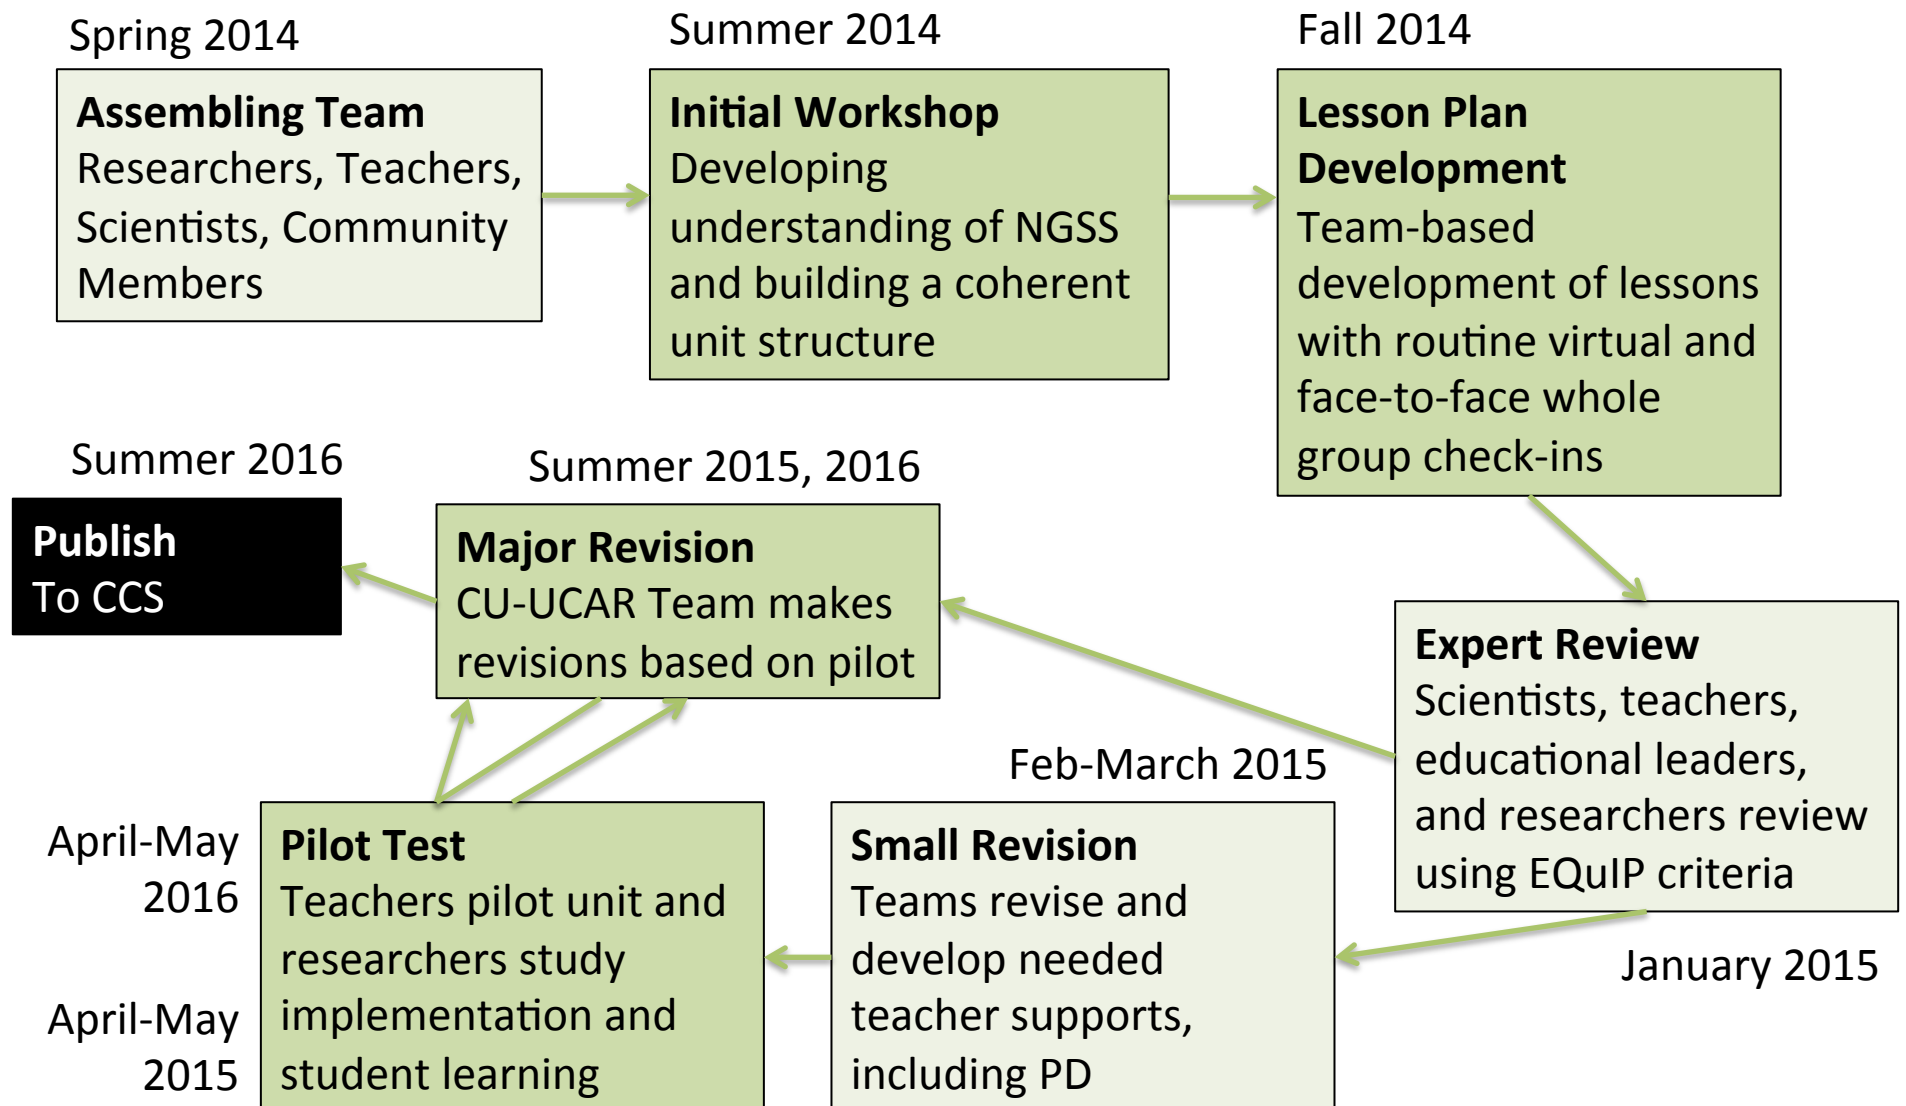 Spring 2014
Assembling Team
Researchers, Teachers,
Scientists, Community
Members
Summer 2014
Initial Workshop
Developing
understanding of NGSS
and building a coherent
unit structure
Fall 2014
Lesson Plan
Development
Team-based
development of lessons
with routine virtual and
face-to-face whole
group check-ins
Summer 2016
Publish
To CCS
Summer 2015, 2016
Major Revision
CU-UCAR Team makes
revisions based on pilot
Expert Review
Scientists, teachers,
educational leaders,
and researchers review
using EQuIP criteria
January 2015
Feb-March 2015
Small Revision
Teams revise and
develop needed
teacher supports,
including PD
April-May
2016
April-May
2015
Pilot Test
Teachers pilot unit and
researchers study
implementation and
student learning